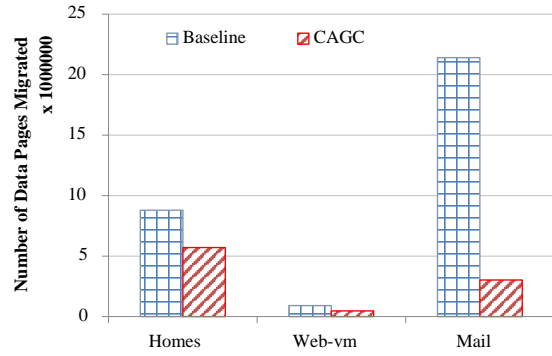 Number of Data Pages Migrated
x 1000000
25
20
15
10
5
0
Baseline
CAGC
Homes
Web-vm
Mail